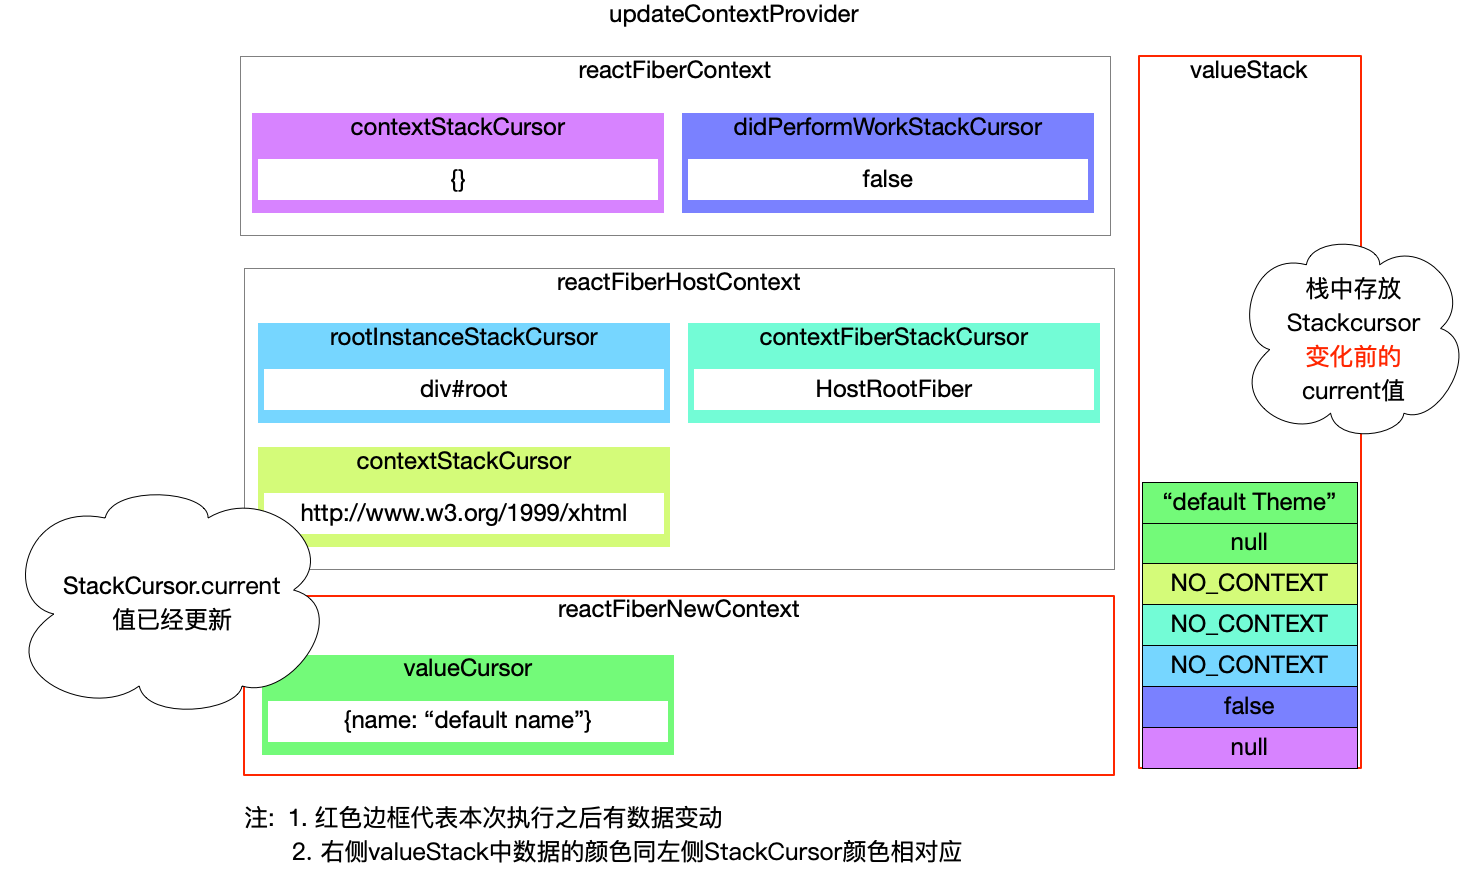 updateContextProvider
reactFiberContext
contextStackCursor
{}
didPerformWorkStackCursor
false
reactFiberHostContext
rootInstanceStackCursor
div#root
contextFiberStackCursor
HostRootFiber
contextStackCursor
http://www.w3.org/1999/xhtml
StackCursor.current
值已经更新
reactFiberNewContext
valueCursor
{name: “default name”}
valueStack
栈中存放
Stackcursor
变化前的
current值
“default Theme”
null
NO_CONTEXT
NO_CONTEXT
NO_CONTEXT
false
null
注: 1. 红色边框代表本次执行之后有数据变动
2. 右侧valueStack中数据的颜色同左侧StackCursor颜色相对应